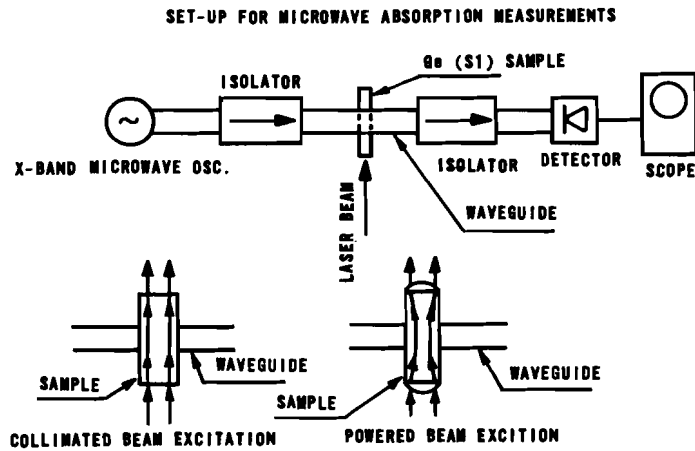 SET-UP FOR MICROWAVE ABSORPTION MEASUREMENTS
Ge (S1) SAMPLE
ISOLATOR
~
X-BAND MICROWAVE OSC.
ISOLATOR
DETECTOR
SCOPE
LASER BEAM
WAVEGUIDE
WAVEGUIDE
SAMPLE
COLLIMATED BEAM EXCITATION
WAVEGUIDE
SAMPLE
POWERED BEAM EXCITION